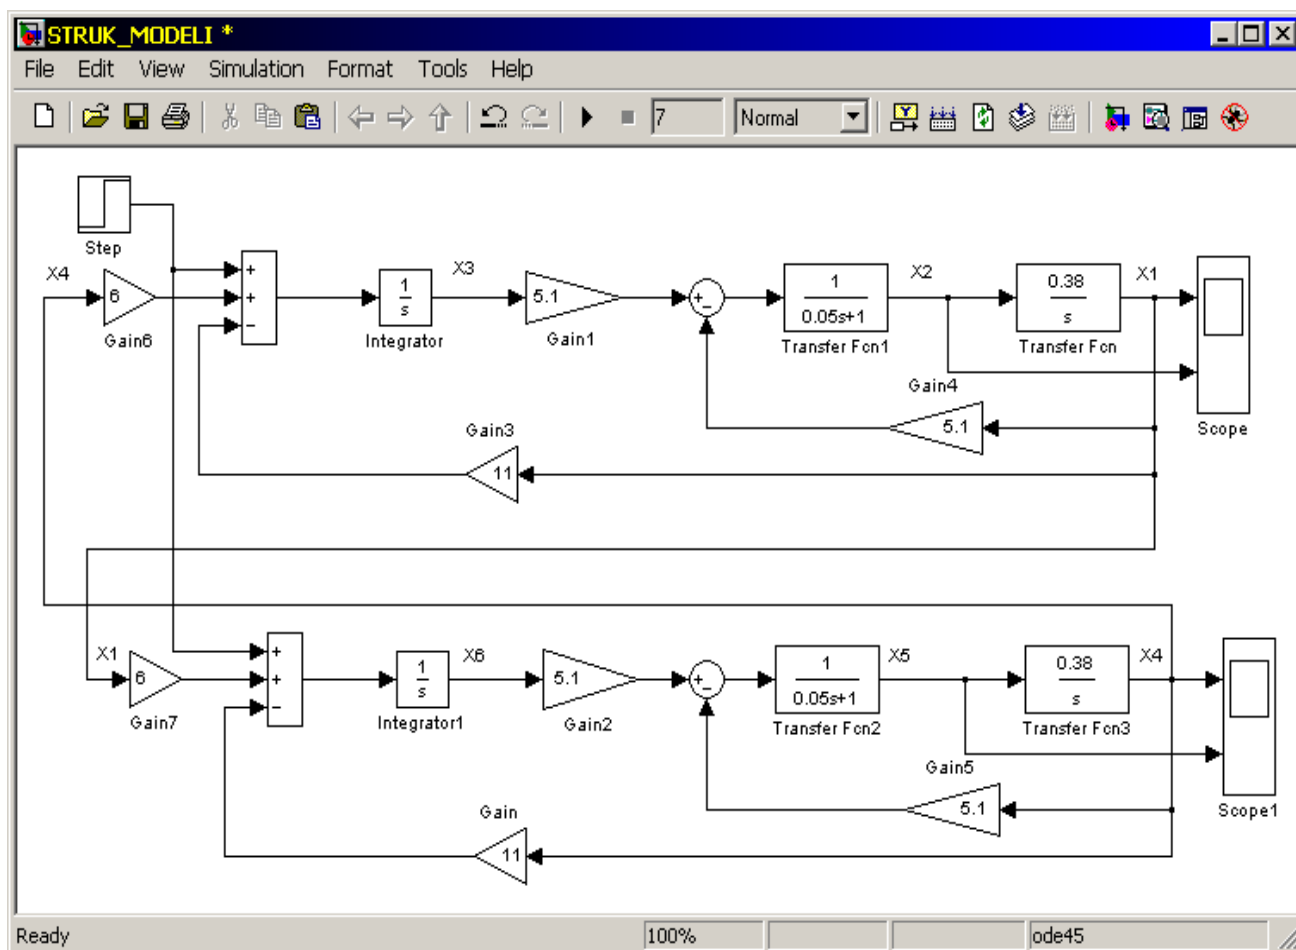 STRUK_MODELI *
File Edit View Simulation Format Tools Help
7 Normal
Step
X4
6
Gain6
+
+
−
1
s
Integrator
X3
5.1
Gain1
+
−
1
0.05s+1
Transfer Fcn1
X2
0.38
s
Transfer Fcn
X1
Scope
Gain4
5.1
Gain3
11
X1
6
Gain7
+
+
−
1
s
Integrator1
X6
5.1
Gain2
+
−
1
0.05s+1
Transfer Fcn2
X5
0.38
s
Transfer Fcn3
X4
Scope1
Gain5
5.1
Gain
11
Ready 100% ode45